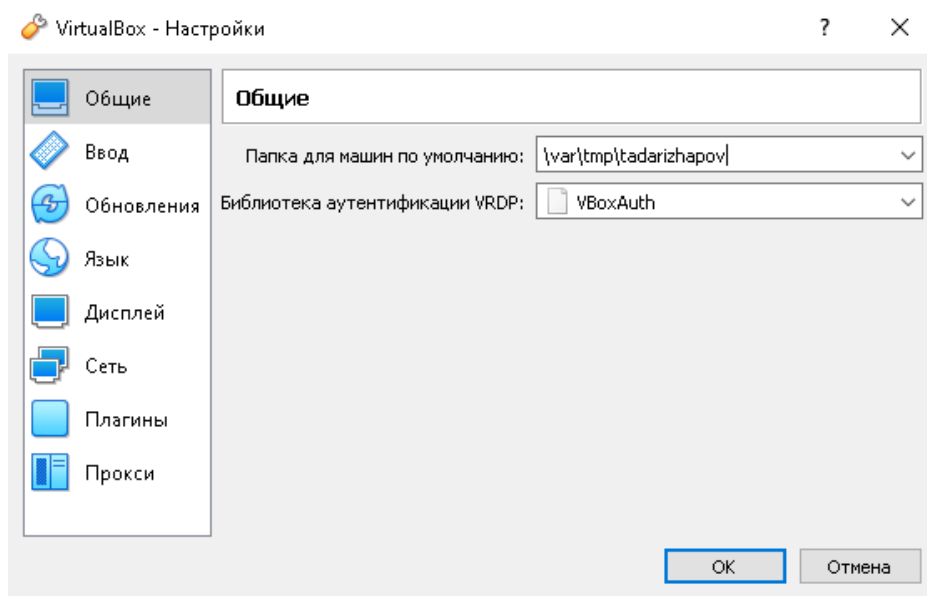 VirtualBox - Настройки
?
Общие
Ввод
Обновления
Язык
Дисплей
Сеть
Плагины
Прокси
Общие
Папка для машин по умолчанию: \var\tmp\tadarizhapov
Библиотека аутентификации VRDP: VBoxAuth
OK Отмена